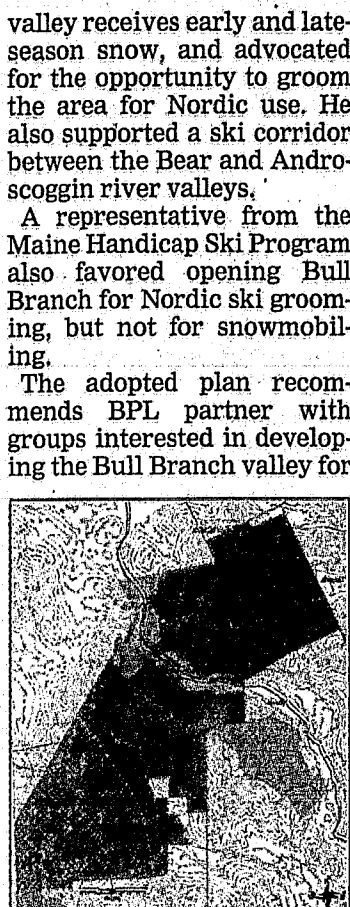 valley receives early and late-
season snow, and advocated
for the opportunity to groom
the area for Nordic use. He
also supported a ski corridor
between the Bear and Andro-
scoggin river valleys.
A representative from the
Maine Handicap Ski Program
also favored opening Bull
Branch for Nordic ski groom-
ing, but not for snowmobil-
ing.
The adopted plan recom-
mends BPL partner with
groups interested in develop-
ing the Bull Branch valley for